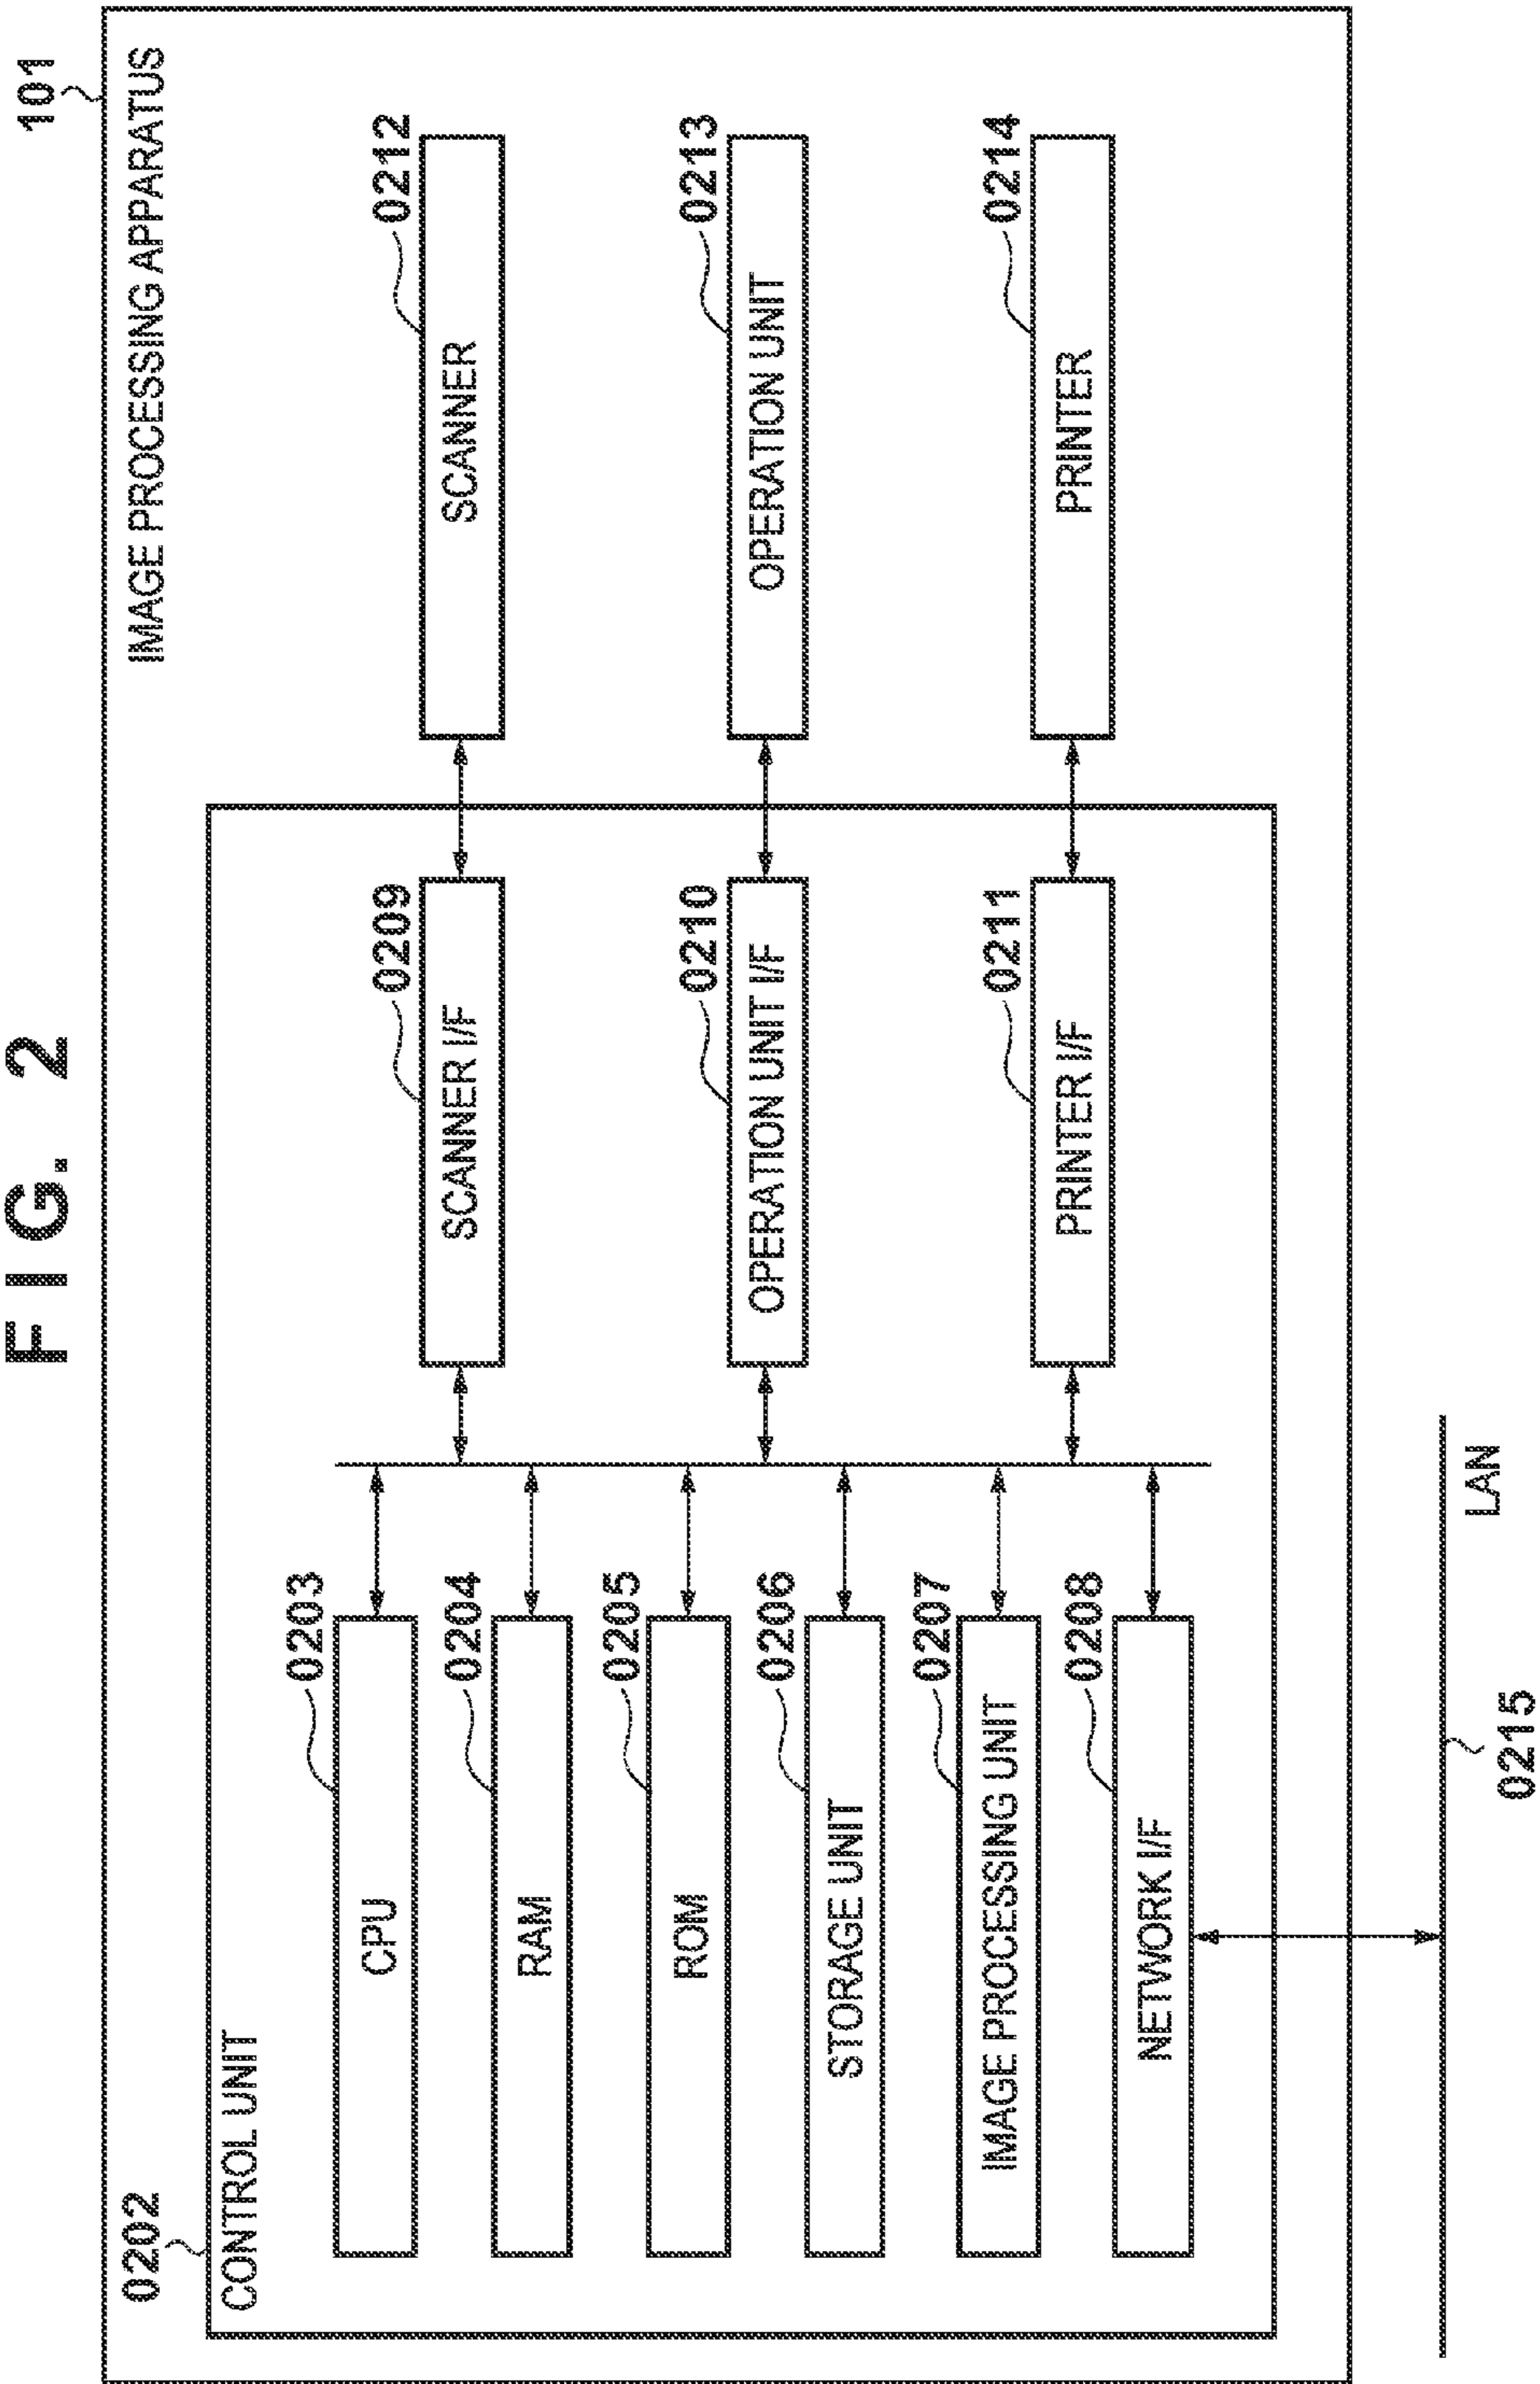 FIG. 2
101
IMAGE PROCESSING APPARATUS
0202
CONTROL UNIT
0203
CPU
0204
RAM
0205
ROM
0206
STORAGE UNIT
0207
IMAGE PROCESSING UNIT
0208
NETWORK I/F
0209
SCANNER I/F
0210
OPERATION UNIT I/F
0211
PRINTER I/F
0212
SCANNER
0213
OPERATION UNIT
0214
PRINTER
0215
LAN